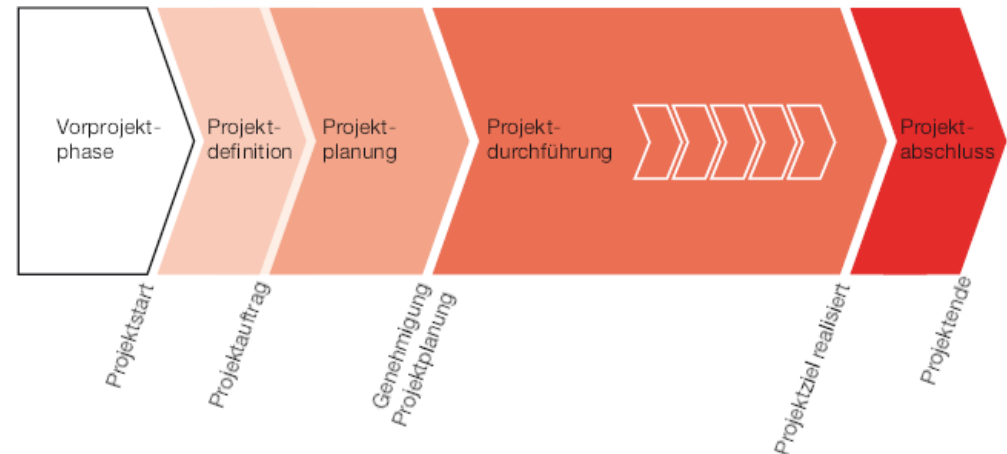 Vorprojekt-
phase
Projekt-
definition
Projekt-
planung
Projekt-
durchführung
Projekt-
abschluss
Projektstart
Projektauftrag
Genehmigung
Projektplanung
Projektziel realisiert
Projektende